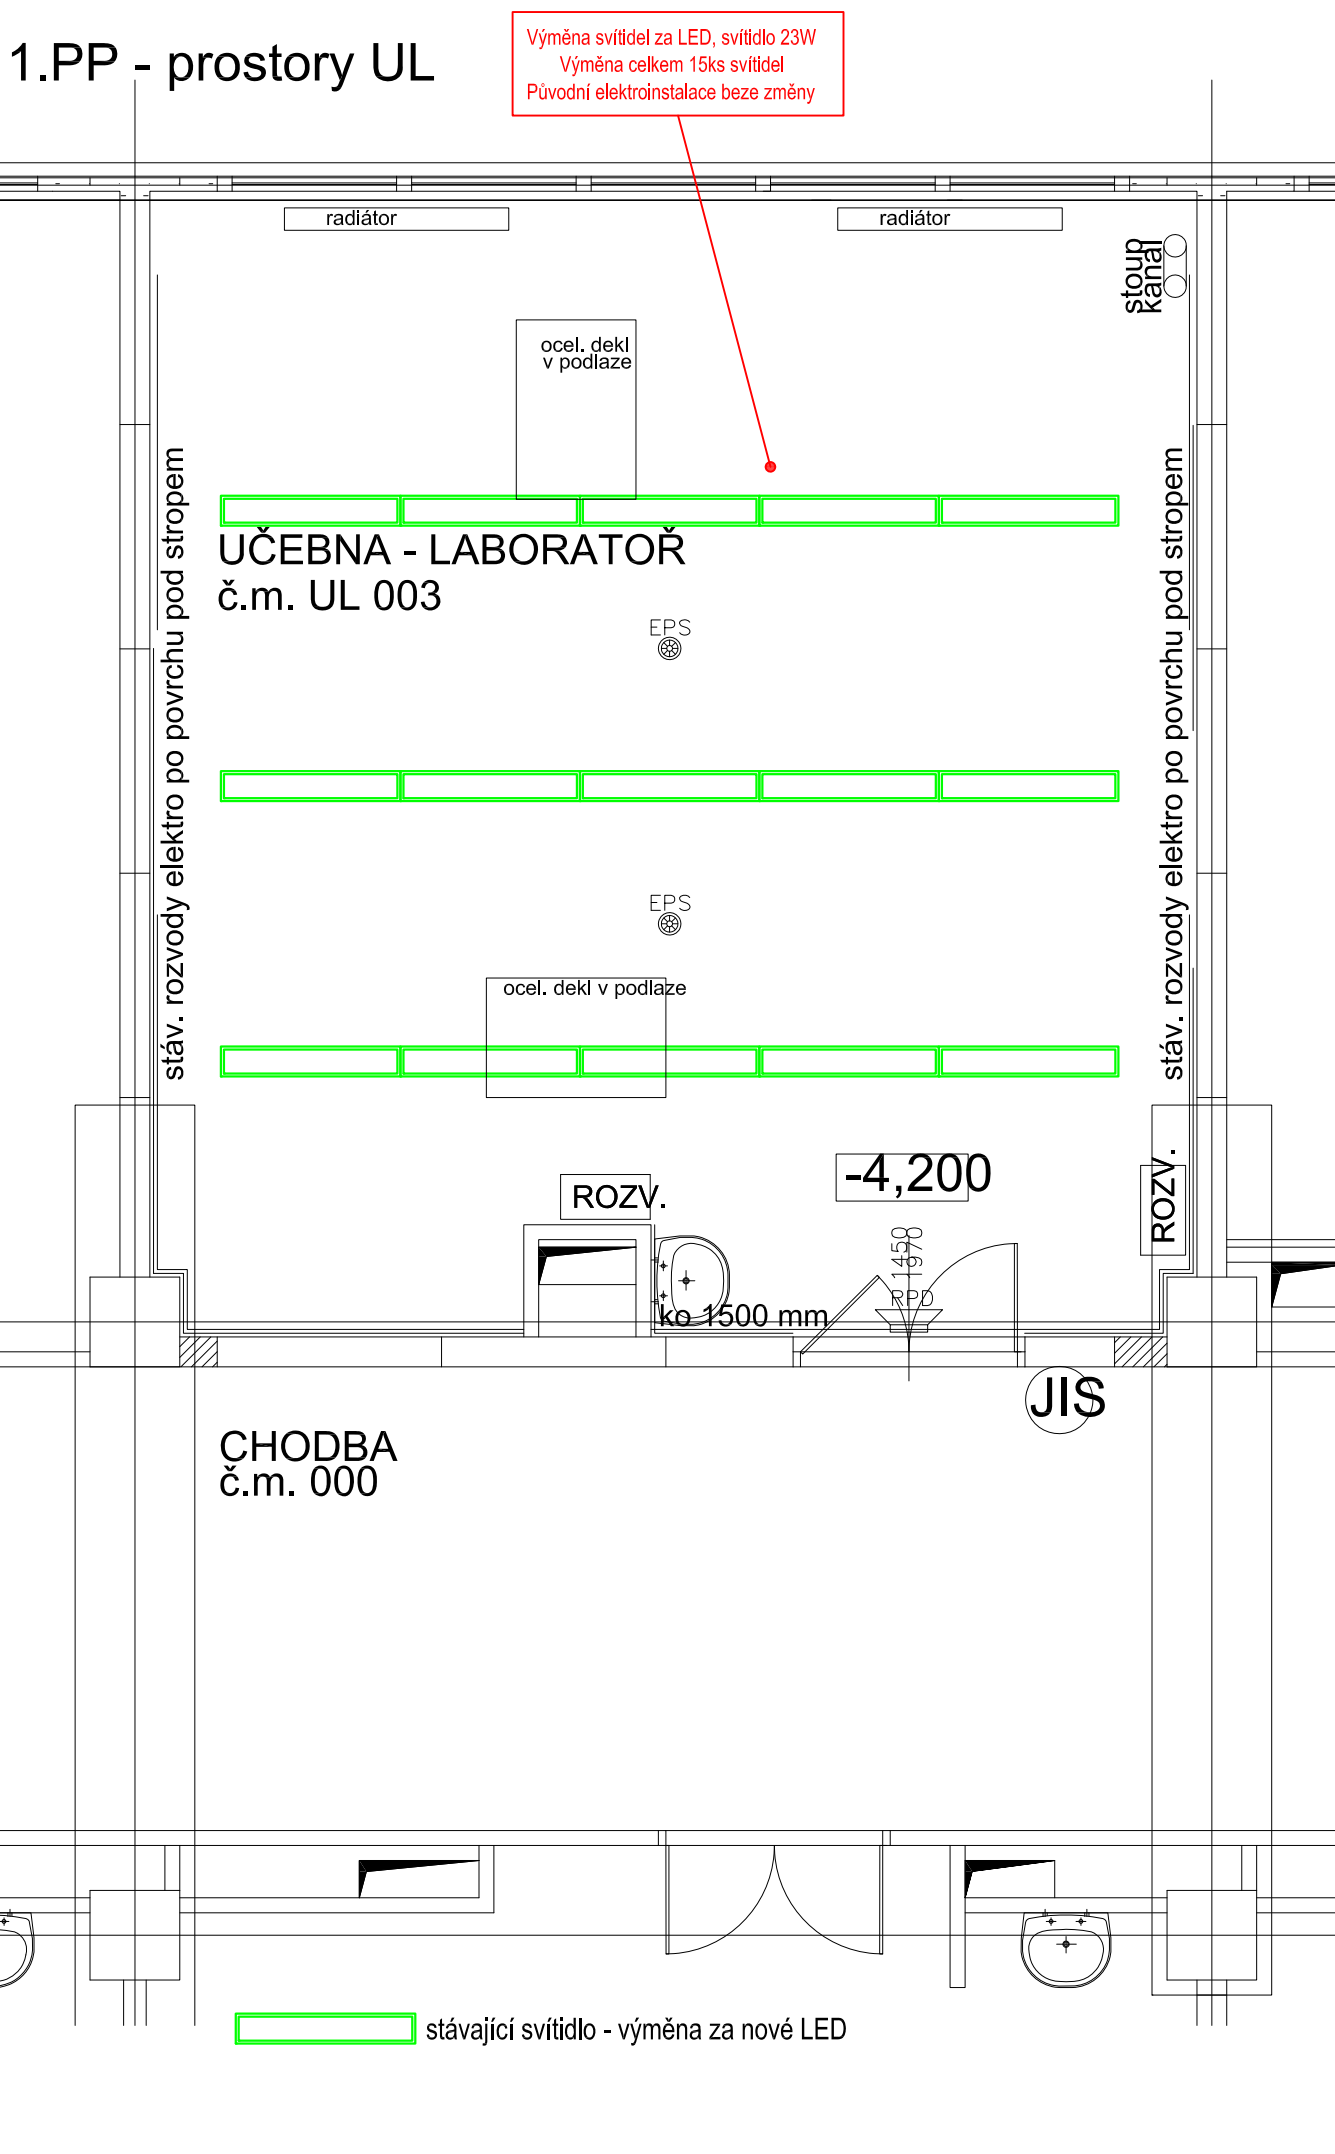 1.PP - prostory UL
Výměna svítidel za LED, svítidlo 23W
Výměna celkem 15ks svítidel
Původní elektroinstalace beze změny
radiátor
radiátor
stoup
kanál
ocel. dekl
v podlaze
stáv. rozvody elektro po povrchu pod stropem
stáv. rozvody elektro po povrchu pod stropem
UČEBNA - LABORATOŘ
č.m. UL 003
EPS
EPS
ocel. dekl v podlaze
-4,200
ROZV.
ROZV.
1450
1970
RPD
ko 1500 mm
JIS
CHODBA
č.m. 000
stávající svítidlo - výměna za nové LED